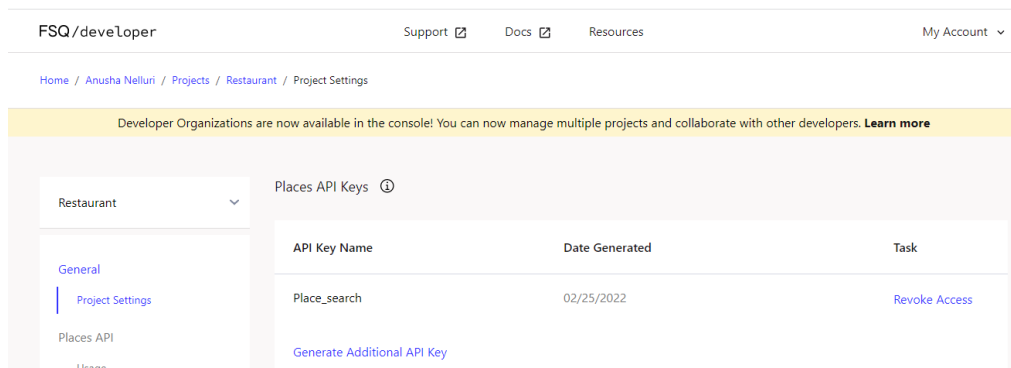 FSQ/developer Support Docs Resources My Account
Home / Anusha Nelluri / Projects / Restaurant / Project Settings
Developer Organizations are now available in the console! You can now manage multiple projects and collaborate with other developers. Learn more
Restaurant
General
Project Settings
Places API
Usage
Places API Keys
API Key Name Date Generated Task
Place_search 02/25/2022 Revoke Access
Generate Additional API Key